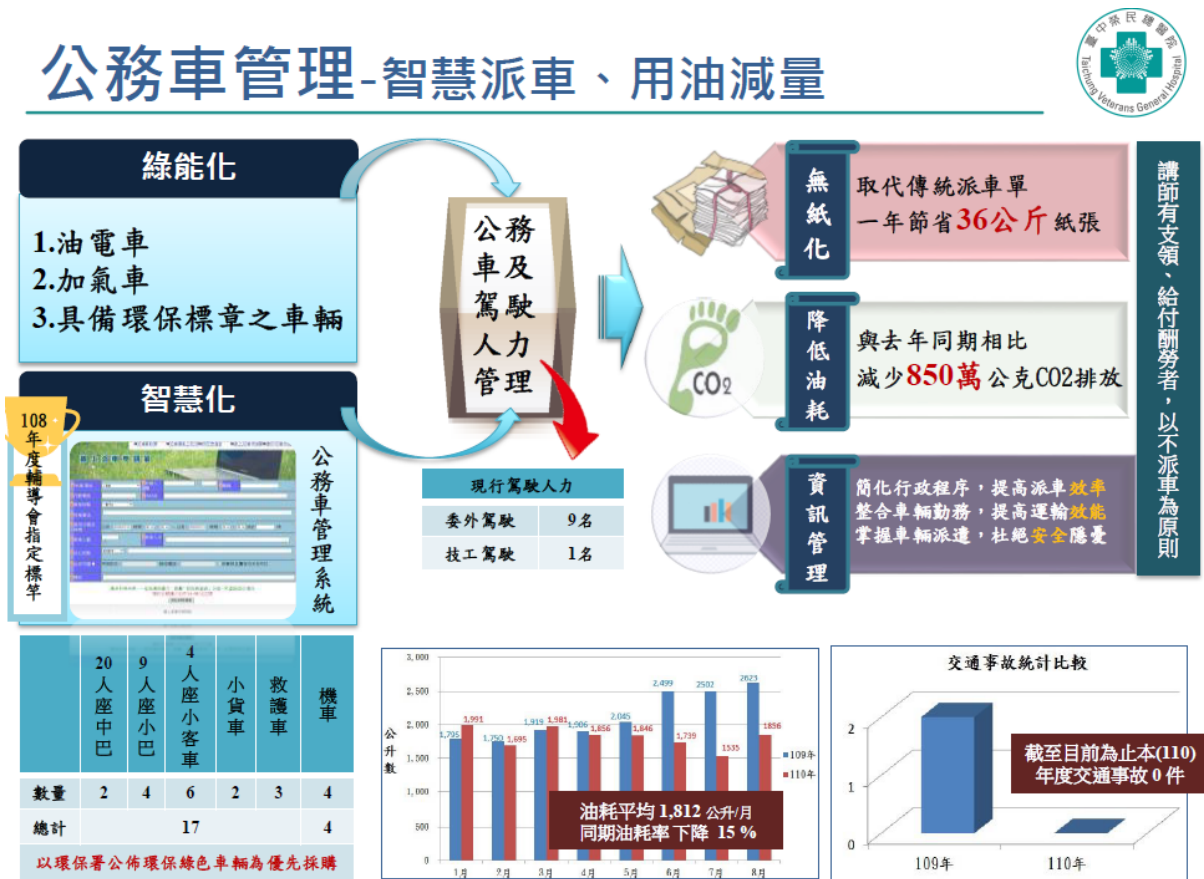 公務車管理-智慧派車、用油減量
臺中榮民總醫院
Taichung Veterans General Hospital
綠能化
1.油電車
2.加氣車
3.具備環保標章之車輛
智慧化
108年度輔導會指定標竿
公務車管理系統
公務
車及
駕駛
人力
管理
現行駕駛人力
委外駕駛 9名
技工駕駛 1名
無紙化
取代傳統派車單
一年節省36公斤紙張
CO2
降低油耗
與去年同期相比
減少850萬公克CO2排放
資訊管理
簡化行政程序，提高派車效率
整合車輛勤務，提高運輸效能
掌握車輛派遣，杜絕安全隱憂
講師有支領、給付酬勞者，以不派車為原則
20人座中巴 9人座小巴 4人座小客車 小貨車 救護車 機車
數量 2 4 6 2 3 4
總計 17 4
以環保署公佈環保綠色車輛為優先採購
公升數
3,000
2,500
2,000
1,500
1,000
500
0
1,795 1,991 1,750 1,695 1,919 1,981 1,906 1,856 2,045 1,846 2,499 1,739 2502 1535 2623 1856
1月 2月 3月 4月 5月 6月 7月 8月
109年
110年
油耗平均 1,812 公升/月
同期油耗率下降 15 %
交通事故統計比較
2
1
0
109年 110年
截至目前為止本(110)
年度交通事故 0 件